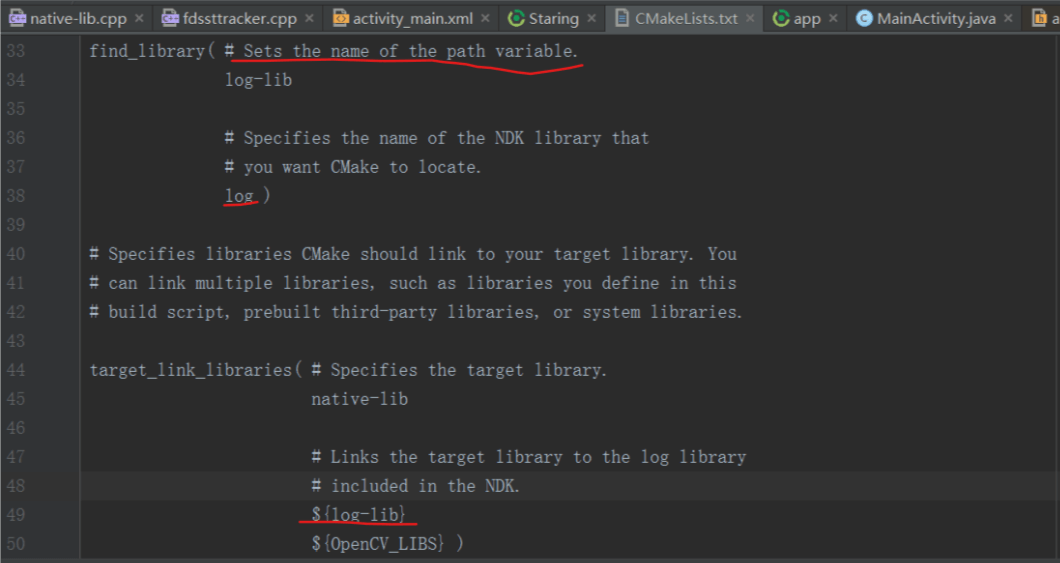 native-lib.cpp × fdssttracker.cpp × activity_main.xml × Staring × CMakeLists.txt × app × MainActivity.java × a
33 find_library( # Sets the name of the path variable.
34 log-lib
35
36 # Specifies the name of the NDK library that
37 # you want CMake to locate.
38 log )
39
40 # Specifies libraries CMake should link to your target library. You
41 # can link multiple libraries, such as libraries you define in this
42 # build script, prebuilt third-party libraries, or system libraries.
43
44 target_link_libraries( # Specifies the target library.
45 native-lib
46
47 # Links the target library to the log library
48 # included in the NDK.
49 ${log-lib}
50 ${OpenCV_LIBS} )